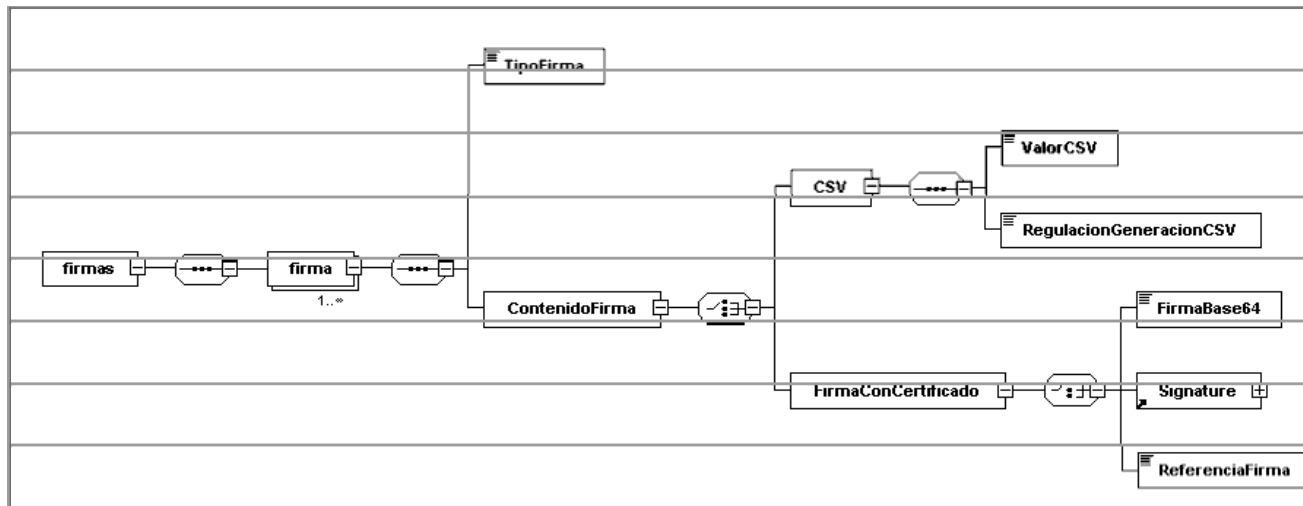 TipoFirma
ValorCSV
CSV
RegulacionGeneracionCSV
firmas
firma
1..∞
ContenidoFirma
FirmaBase64
FirmaConCertificado
Signature
ReferenciaFirma